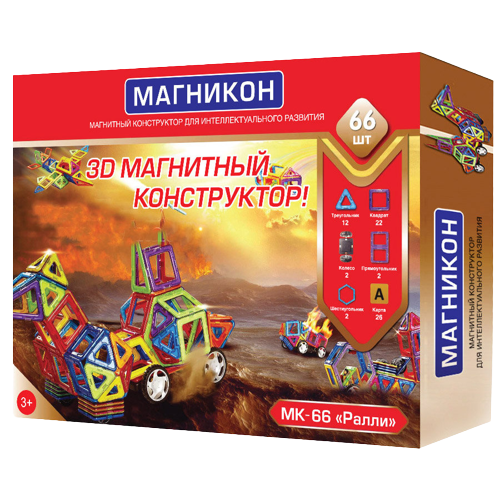 МАГНИКОН
МАГНИТНЫЙ КОНСТРУКТОР ДЛЯ ИНТЕЛЛЕКТУАЛЬНОГО РАЗВИТИЯ
66
ШТ
3D МАГНИТНЫЙ
КОНСТРУКТОР!
Треугольник
12
Квадрат
22
Колесо
2
Прямоугольник
2
Шестиугольник
2
А
Карта
26
3+
МК-66 «Ралли»
МАГНИКОН
МАГНИТНЫЙ КОНСТРУКТОР
ДЛЯ ИНТЕЛЛЕКТУАЛЬНОГО РАЗВИТИЯ